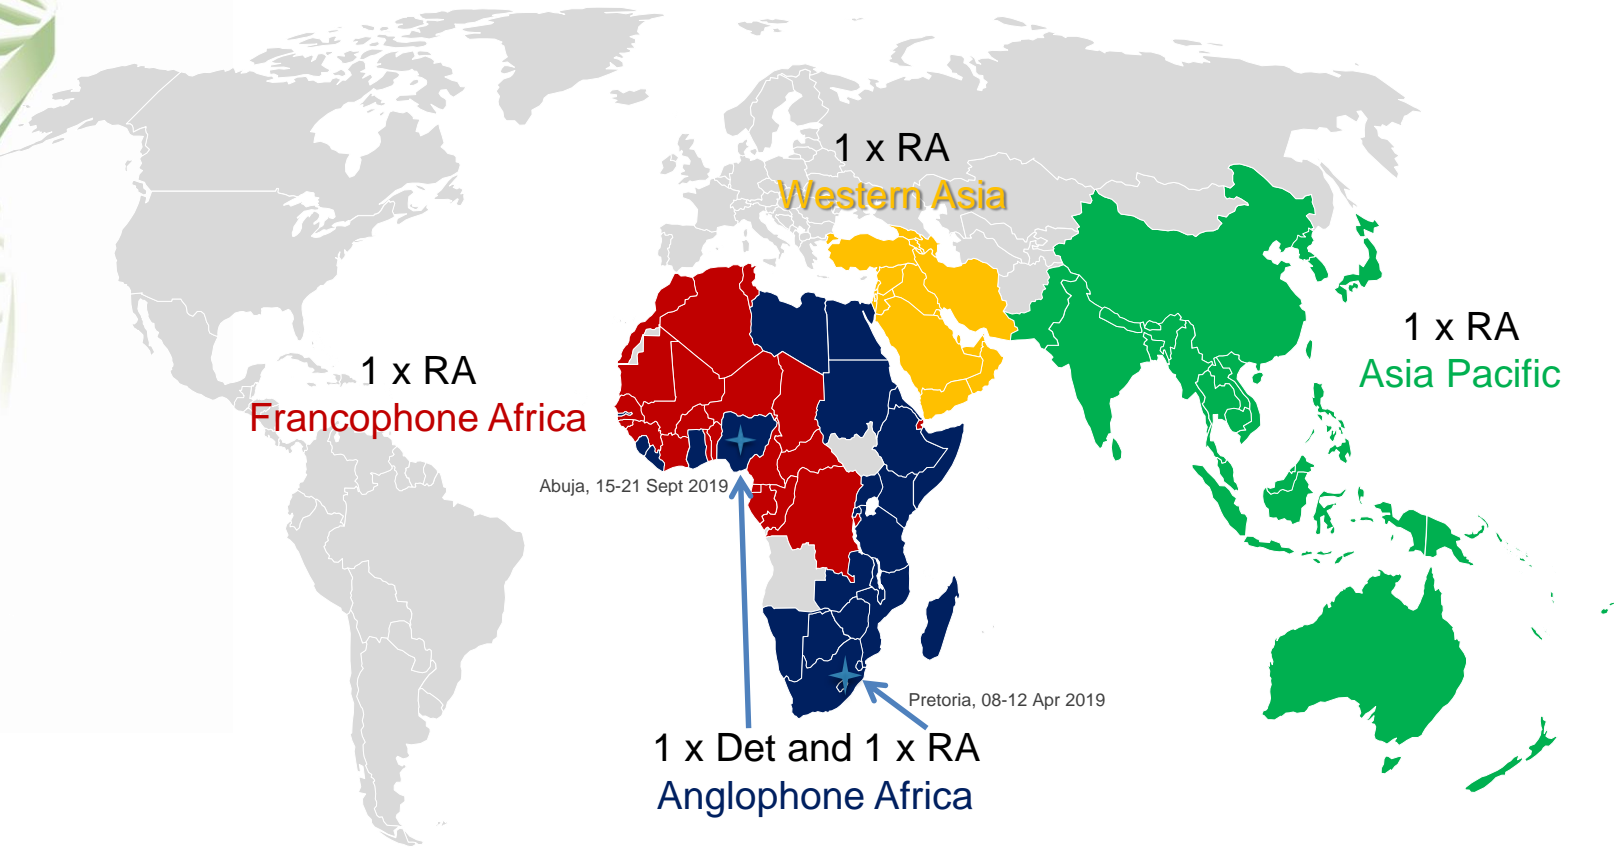 1 x RA
Western Asia
1 x RA
Asia Pacific
1 x RA
Francophone Africa
Abuja, 15-21 Sept 2019
Pretoria, 08-12 Apr 2019
1 x Det and 1 x RA
Anglophone Africa